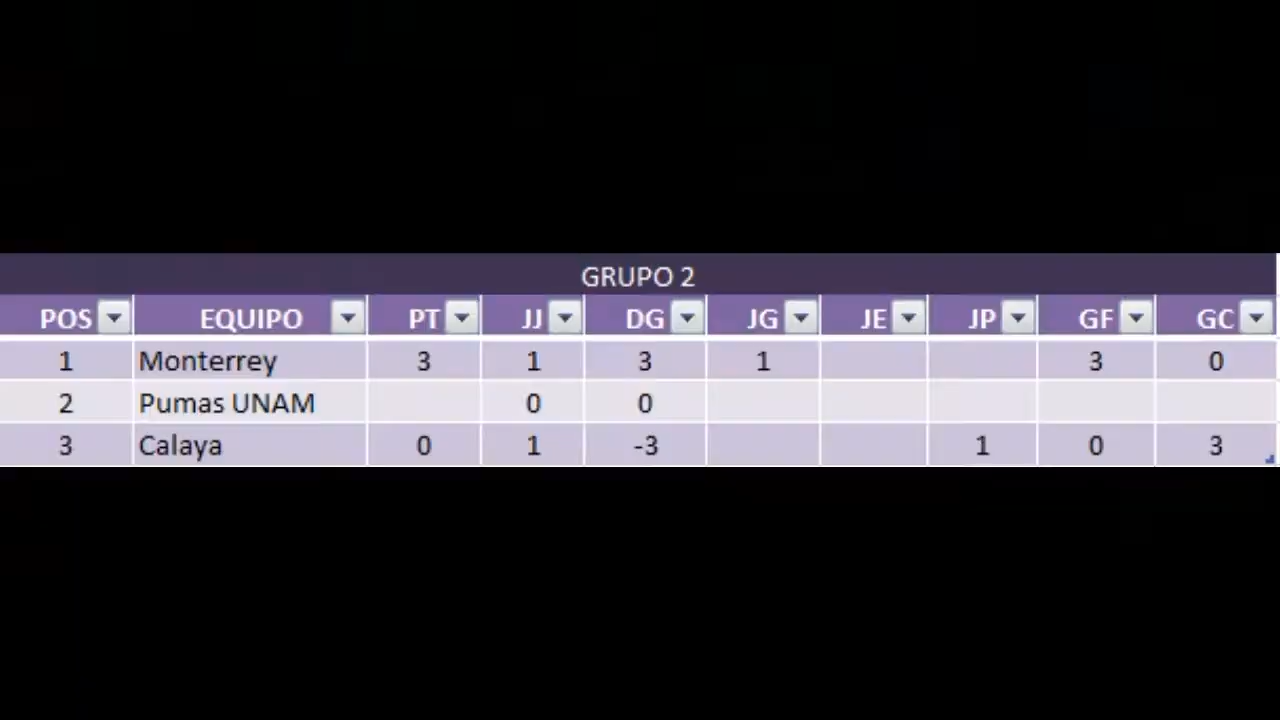 GRUPO 2
POS EQUIPO PT JJ DG JG JE JP GF GC
1 Monterrey 3 1 3 1 3 0
2 Pumas UNAM 0 0
3 Calaya 0 1 -3 1 0 3